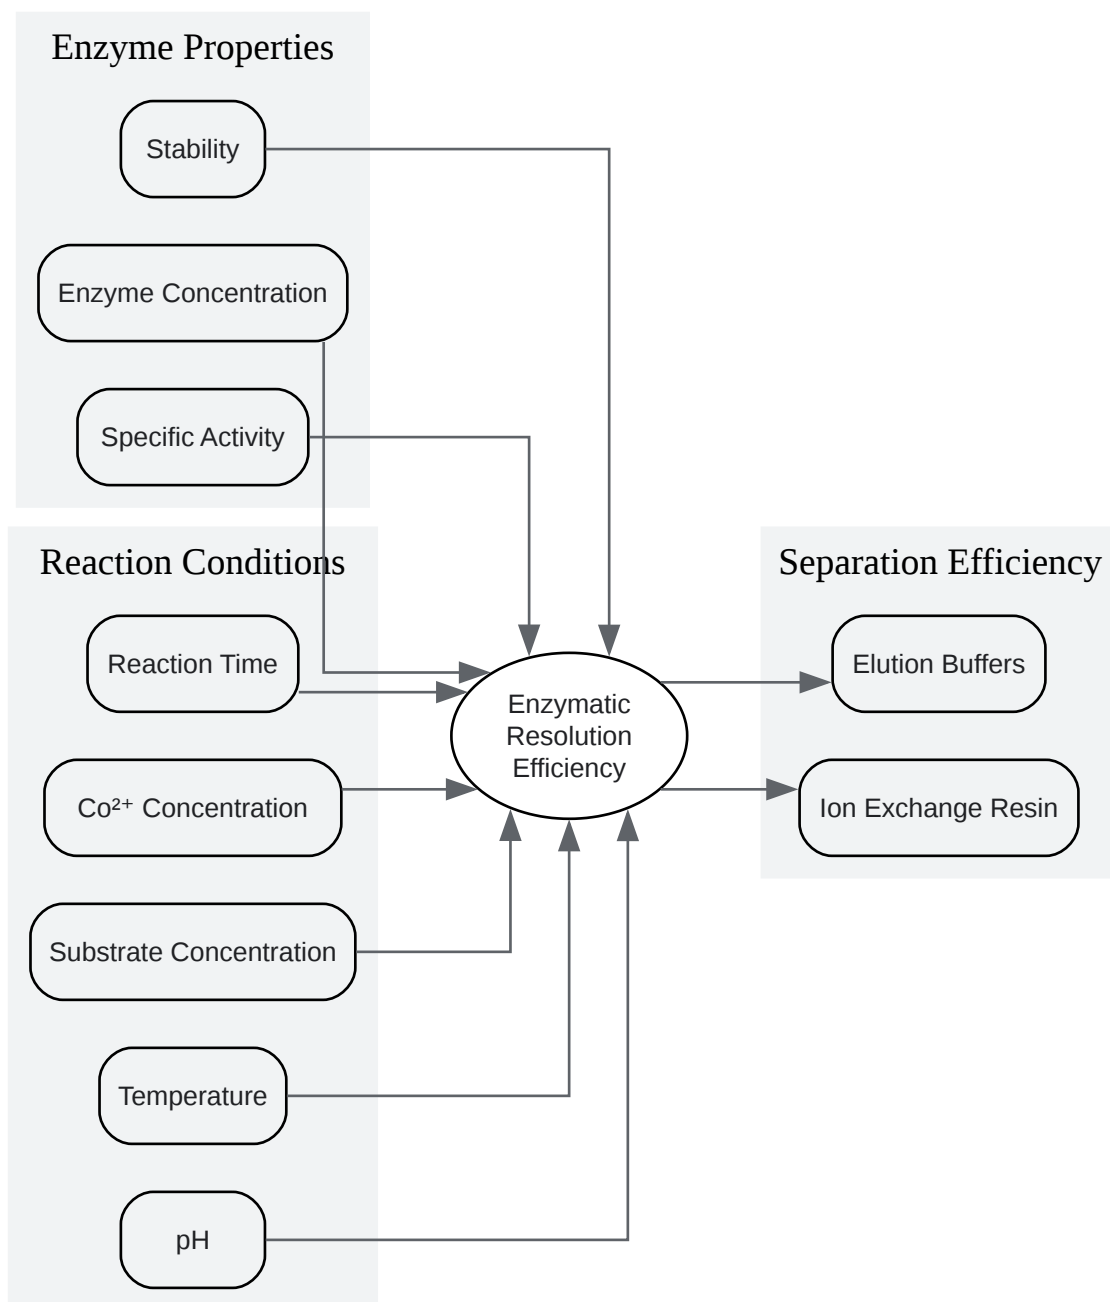 Enzyme Properties
Stability
Enzyme Concentration
Specific Activity
Reaction Conditions
Reaction Time
Co²⁺ Concentration
Substrate Concentration
Temperature
pH
Enzymatic
Resolution
Efficiency
Separation Efficiency
Elution Buffers
Ion Exchange Resin